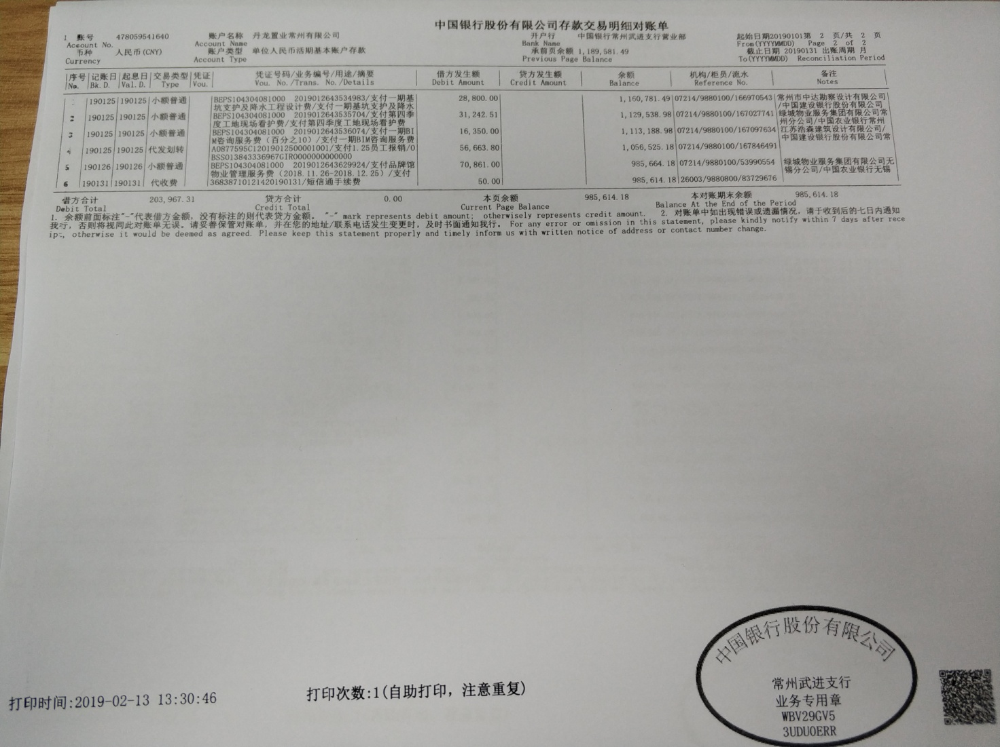 中国银行股份有限公司存款交易明细对账单
1 账号 478059541640 账户名称 丹龙置业常州有限公司 开户行 中国银行常州武进支行营业部 起始日期20190101第 2 页/共 2 页
Account No. Account Name Bank Name From(YYYYMMDD) Page 2 of 2
币种 人民币(CNY) 账户类型 单位人民币活期基本账户存款 承前页余额 1,189,581.49 截止日期 20190131 出账周期 月
Currency Account Type Previous Page Balance To(YYYYMMDD) Reconciliation Period
序号 记账日 起息日 交易类型 凭证 凭证号码/业务编号/用途/摘要 借方发生额 贷方发生额 余额 机构/柜员/流水 备注
No. Bk.D. Val.D. Type Vou. Vou. No./Trans. No./Details Debit Amount Credit Amount Balance Reference No. Notes
190125 190125 小额普通 BEPS104304081000 2019012643534983/支付一期基 28,800.00 1,160,781.49 07214/9880100/166970543 常州市中达勘察设计有限公司
坑支护及降水工程设计费/支付一期基坑支护及降水 /中国建设银行股份有限公司
2 190125 190125 小额普通 BEPS104304081000 2019012643535704/支付第四季 31,242.51 1,129,538.98 07214/9880100/167027741 绿城物业服务集团有限公司常
度工地现场看护费/支付第四季度工地现场看护费 州分公司/中国农业银行常州
3 190125 190125 小额普通 BEPS104304081000 2019012643536074/支付一期BI 16,350.00 1,113,188.98 07214/9880100/167097634 江苏浩森建筑设计有限公司/
M咨询服务费（百分之10）/支付一期BIM咨询服务费 中国建设银行股份有限公司常
4 190125 190125 代发划转 A0877595C12019012500001001/支付1.25员工报销/O 56,663.80 1,056,525.18 07214/9880100/167846491
BSS013843336967GIR0000000000000
5 190126 190126 小额普通 BEPS104304081000 2019012643629924/支付品牌馆 70,861.00 985,664.18 07214/9880100/53990554 绿城物业服务集团有限公司无
物业管理服务费（2018.11.26-2018.12.25）/支付 锡分公司/中国农业银行无锡
6 190131 190131 代收费 36838710121420190131/短信通手续费 50.00 985,614.18 26003/9880800/83729676
借方合计 203,967.31 贷方合计 0.00 本页余额 985,614.18 本对账期末余额 985,614.18
Debit Total Credit Total Current Page Balance Balance At the End of the Period
1. 余额前面标注"-"代表借方金额，没有标注的则代表贷方金额。 "-" mark represents debit amount; otherwisely represents credit amount. 2. 对账单中如出现错误或遗漏情况，请于收到后的七日内通知
我行，否则将视同此对账单无误。请妥善保管对账单，并在您的地址/联系电话发生变更时，及时书面通知我行。 For any error or omission in this statement, please kindly notify within 7 days after rece
ipt, otherwise it would be deemed as agreed. Please keep this statement properly and timely inform us with written notice of address or contact number change.
中国银行股份有限公司
常州武进支行
业务专用章
WBV29GV5
3UDU0ERR
打印时间:2019-02-13 13:30:46 打印次数:1(自助打印，注意重复)